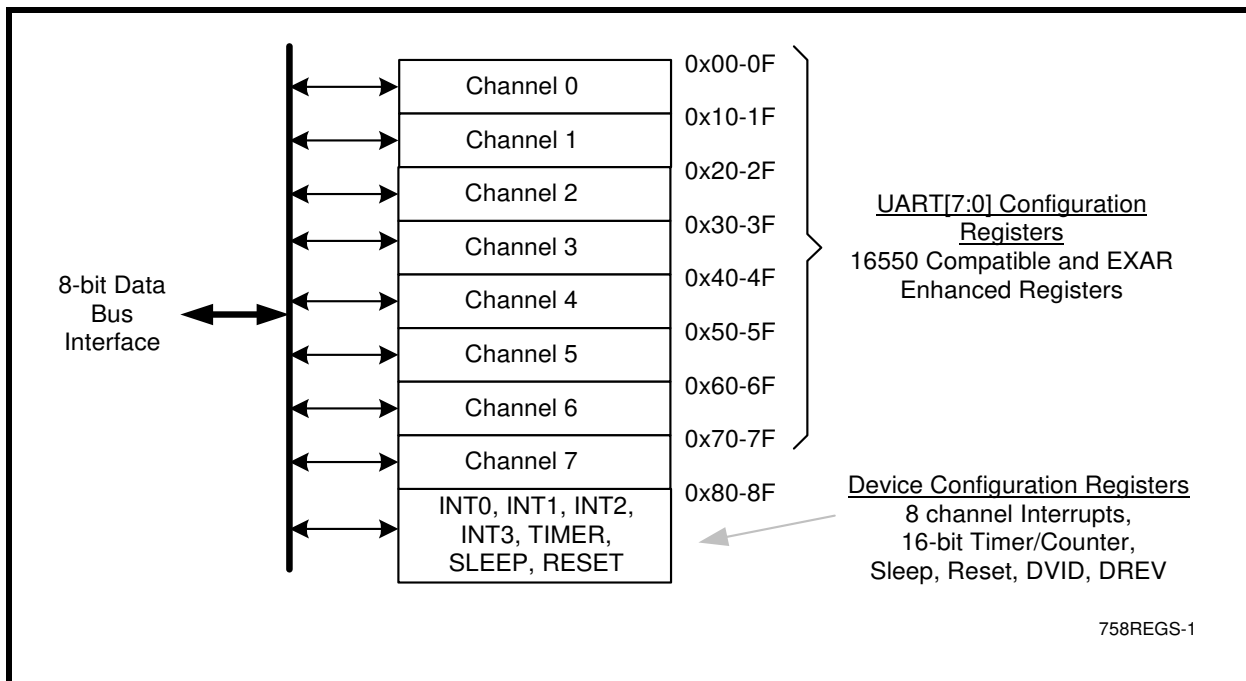 8-bit Data
Bus
Interface
Channel 0
Channel 1
Channel 2
Channel 3
Channel 4
Channel 5
Channel 6
Channel 7
INT0, INT1, INT2,
INT3, TIMER,
SLEEP, RESET
0x00-0F
0x10-1F
0x20-2F
0x30-3F
0x40-4F
0x50-5F
0x60-6F
0x70-7F
0x80-8F
UART[7:0] Configuration
Registers
16550 Compatible and EXAR
Enhanced Registers
Device Configuration Registers
8 channel Interrupts,
16-bit Timer/Counter,
Sleep, Reset, DVID, DREV
758REGS-1